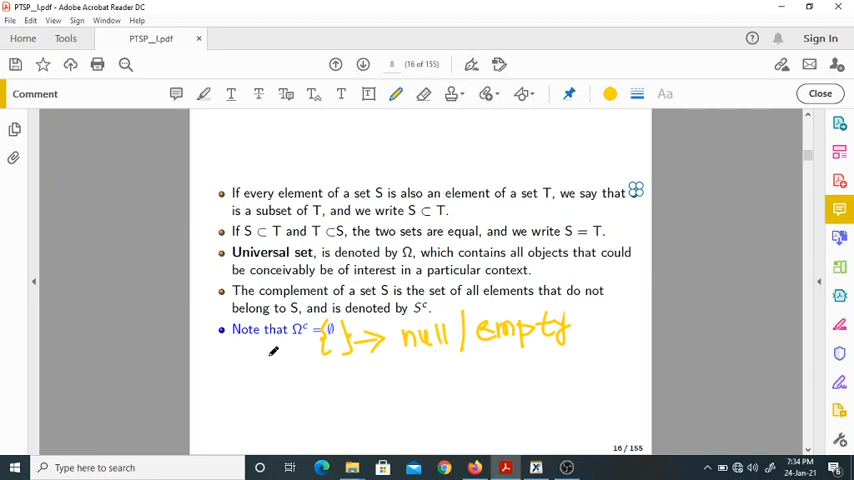 PTSP__I.pdf - Adobe Acrobat Reader DC
File Edit View Sign Window Help
Home Tools PTSP__I.pdf × Sign In
8 (16 of 155)
Comment Close
If every element of a set S is also an element of a set T, we say that
is a subset of T, and we write S ⊂ T.
If S ⊂ T and T ⊂S, the two sets are equal, and we write S = T.
Universal set, is denoted by Ω, which contains all objects that could
be conceivably be of interest in a particular context.
The complement of a set S is the set of all elements that do not
belong to S, and is denoted by Sᶜ.
Note that Ωᶜ = ∅
{ } → null | empty
16 / 155
Type here to search
7:34 PM
24-Jan-21